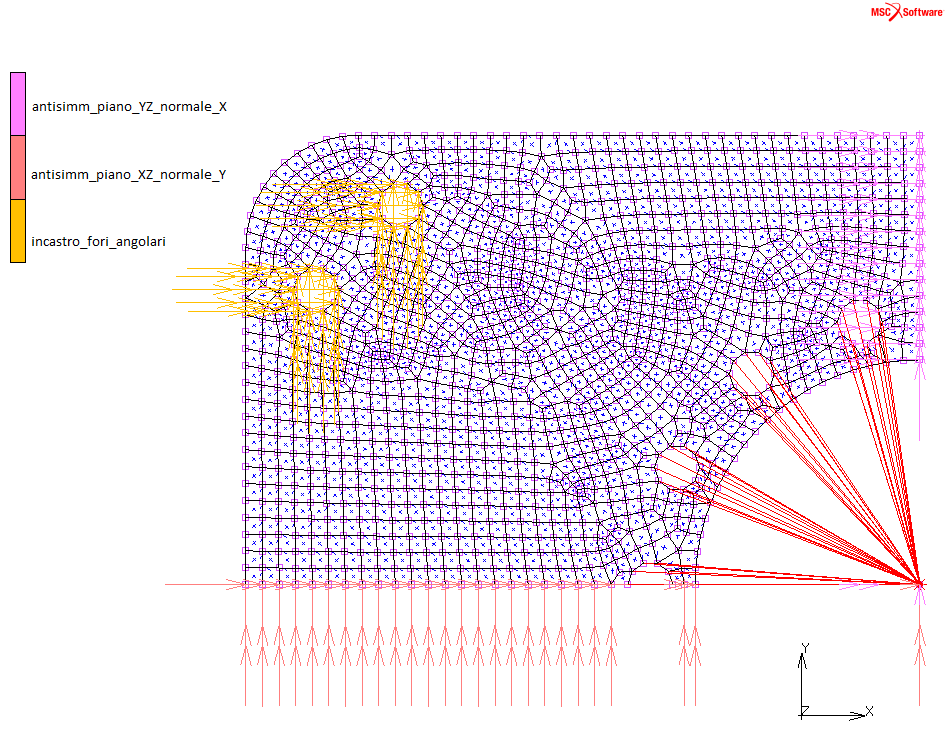 MSC Software
antisimm_piano_YZ_normale_X
antisimm_piano_XZ_normale_Y
incastro_fori_angolari
Y
Z
X